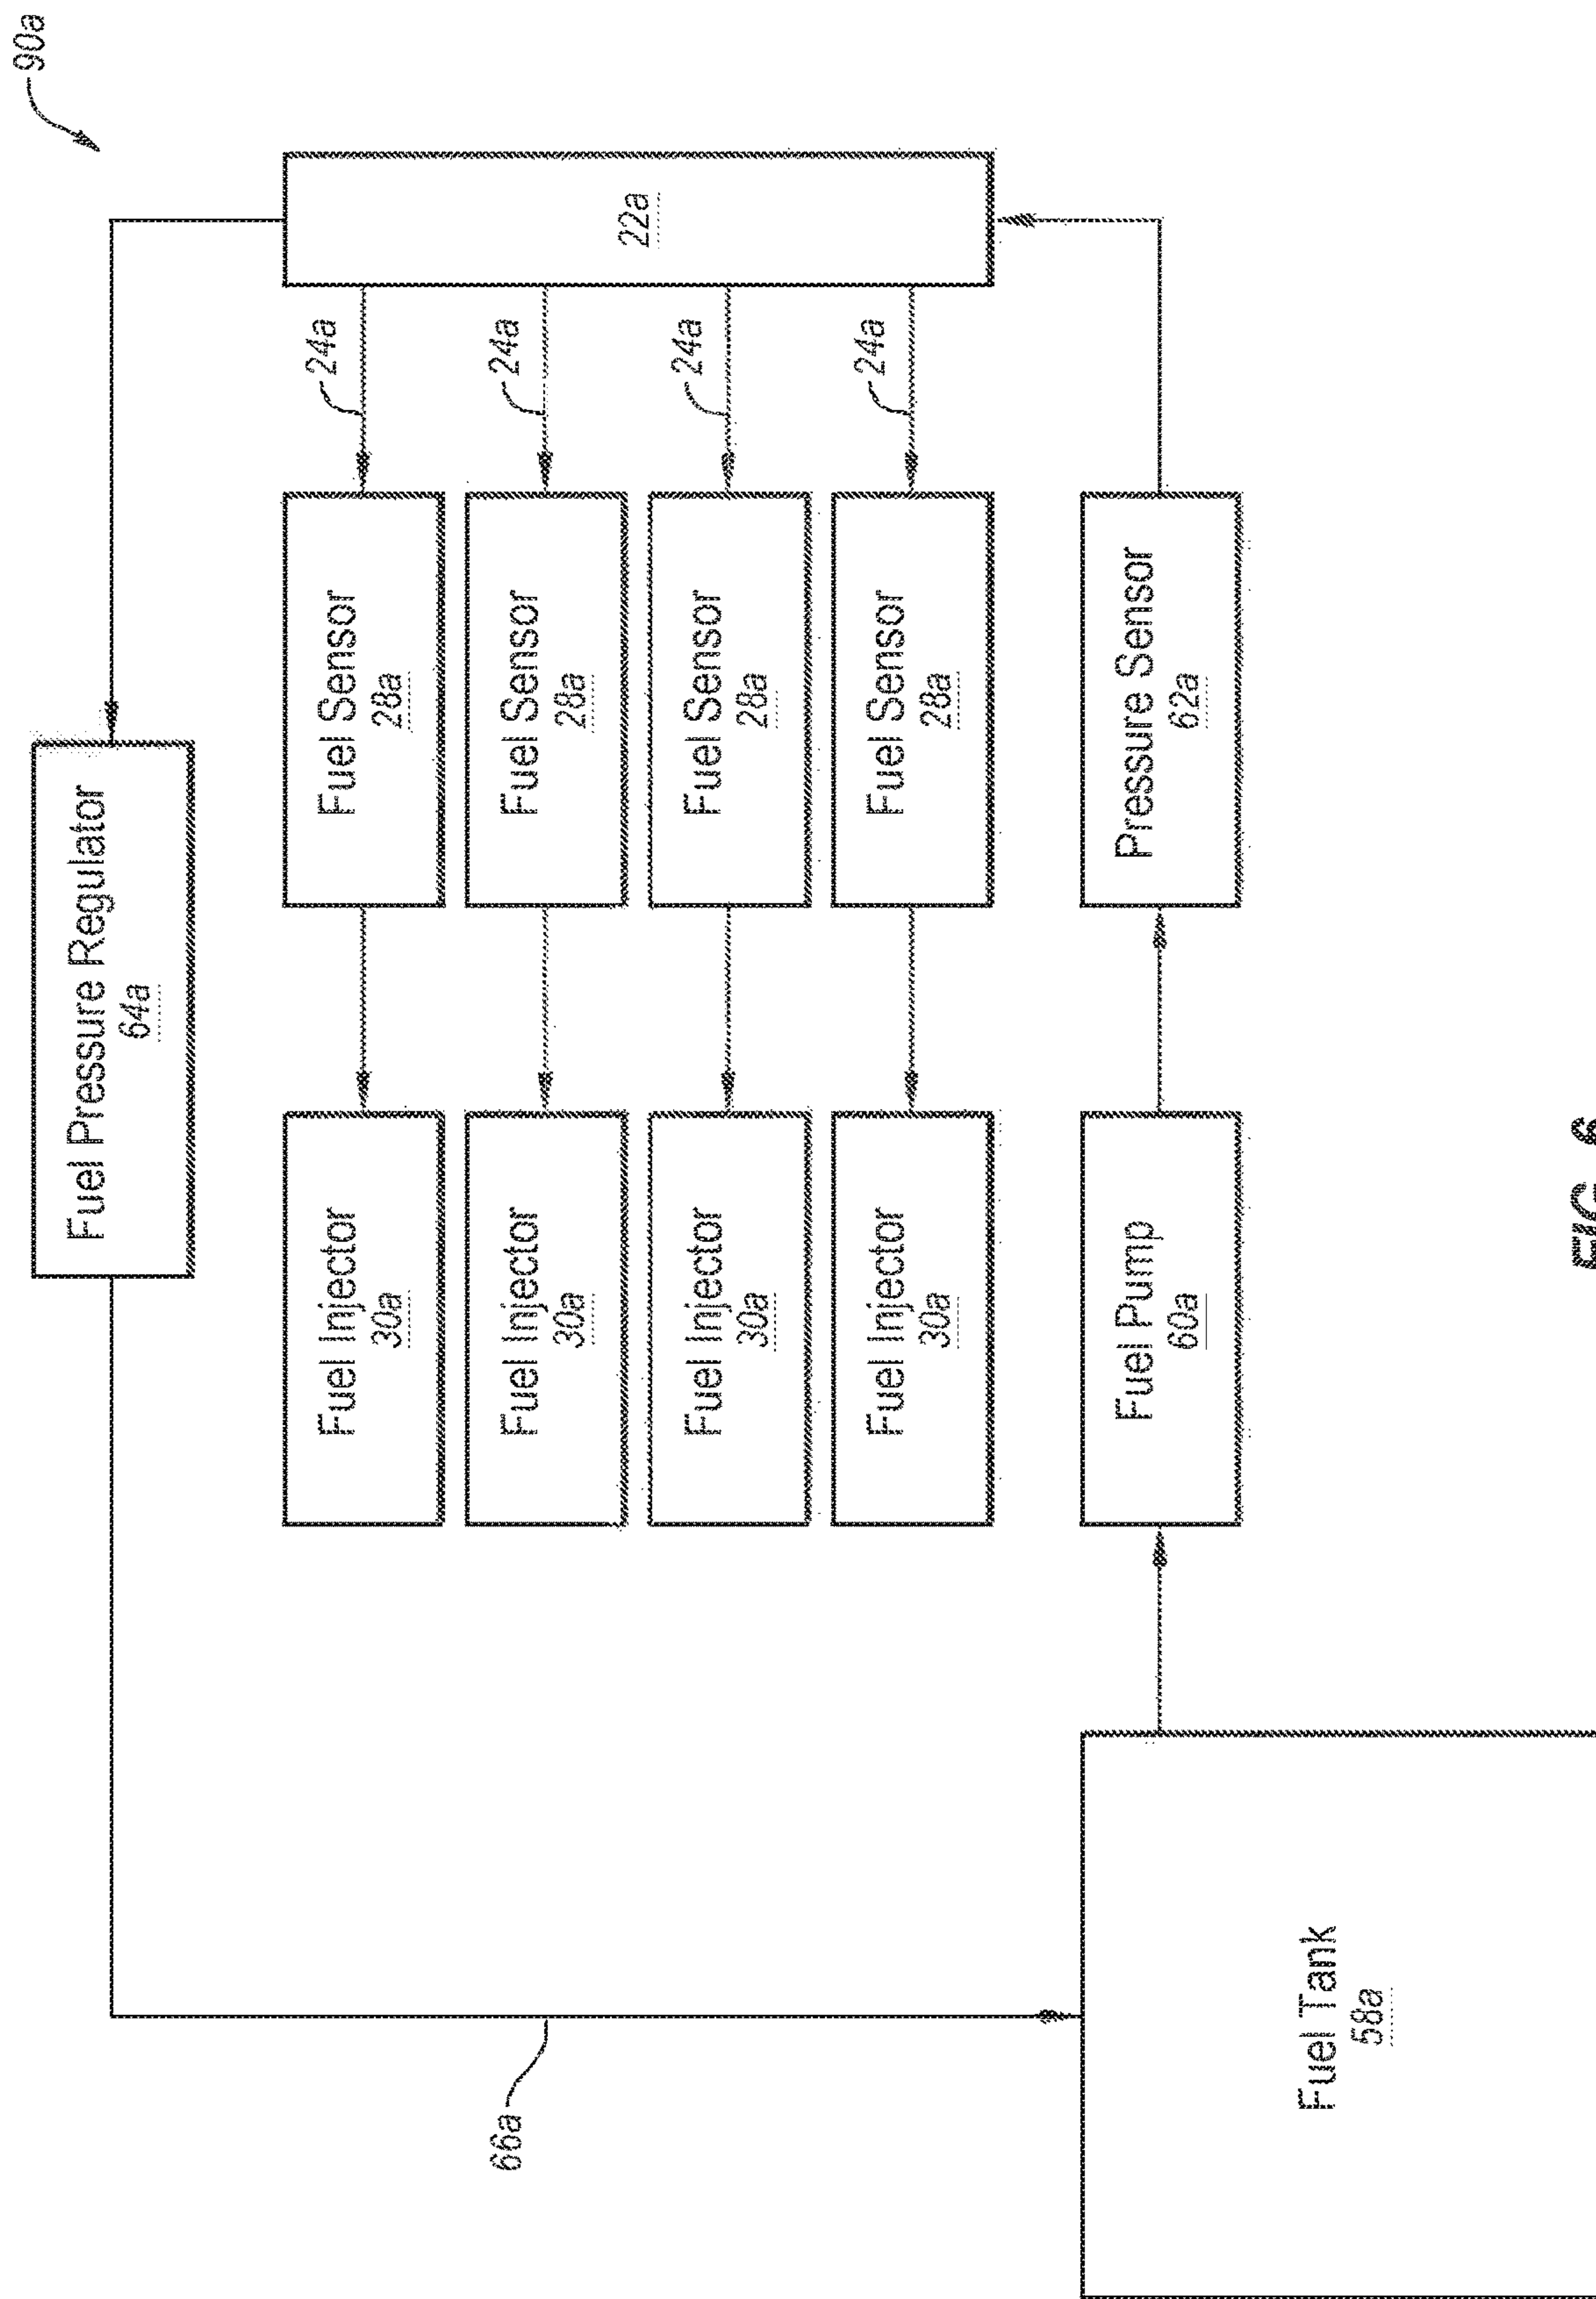 90a
Fuel Pressure Regulator
64a
22a
24a
24a
24a
24a
Fuel Injector
30a
Fuel Sensor
28a
Fuel Injector
30a
Fuel Sensor
28a
Fuel Injector
30a
Fuel Sensor
28a
Fuel Injector
30a
Fuel Sensor
28a
66a
Fuel Pump
60a
Pressure Sensor
62a
Fuel Tank
58a
FIG. 6